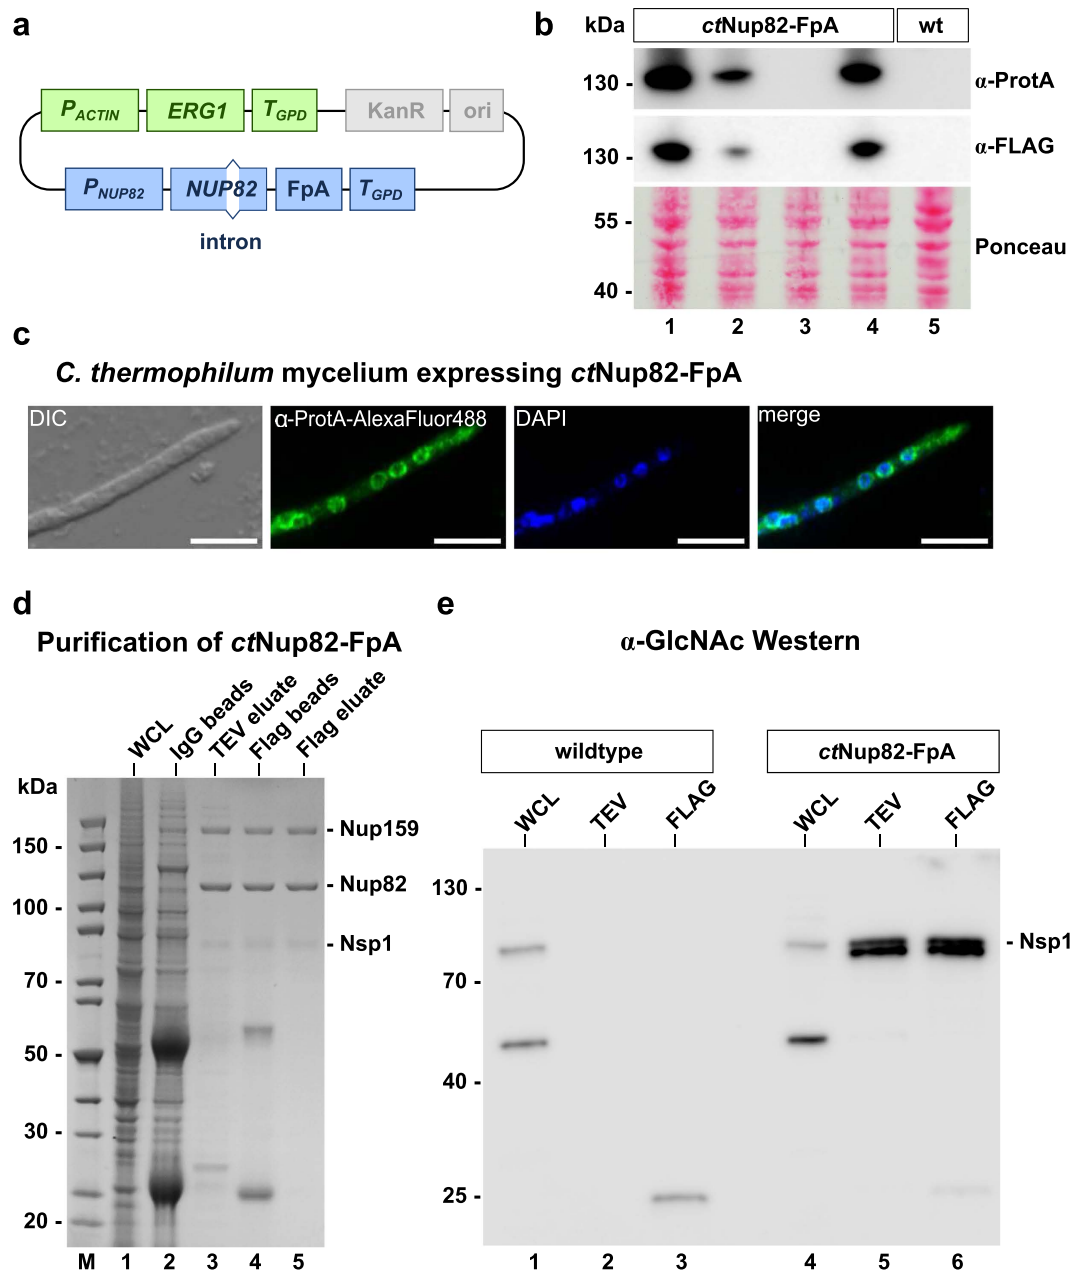 a
P_ACTIN ERG1 T_GPD KanR ori
P_NUP82 NUP82 FpA T_GPD
intron
b
kDa ctNup82-FpA wt
130 - α-ProtA
130 - α-FLAG
55 -
Ponceau
40 -
1 2 3 4 5
c
C. thermophilum mycelium expressing ctNup82-FpA
DIC α-ProtA-AlexaFluor488 DAPI merge
d
Purification of ctNup82-FpA
WCL IgG beads TEV eluate Flag beads Flag eluate
kDa
- Nup159
150 -
- Nup82
100 -
- Nsp1
70 -
50 -
30 -
20 -
M 1 2 3 4 5
e
α-GlcNAc Western
wildtype ctNup82-FpA
WCL TEV FLAG WCL TEV FLAG
130 -
- Nsp1
70 -
40 -
25 -
1 2 3 4 5 6